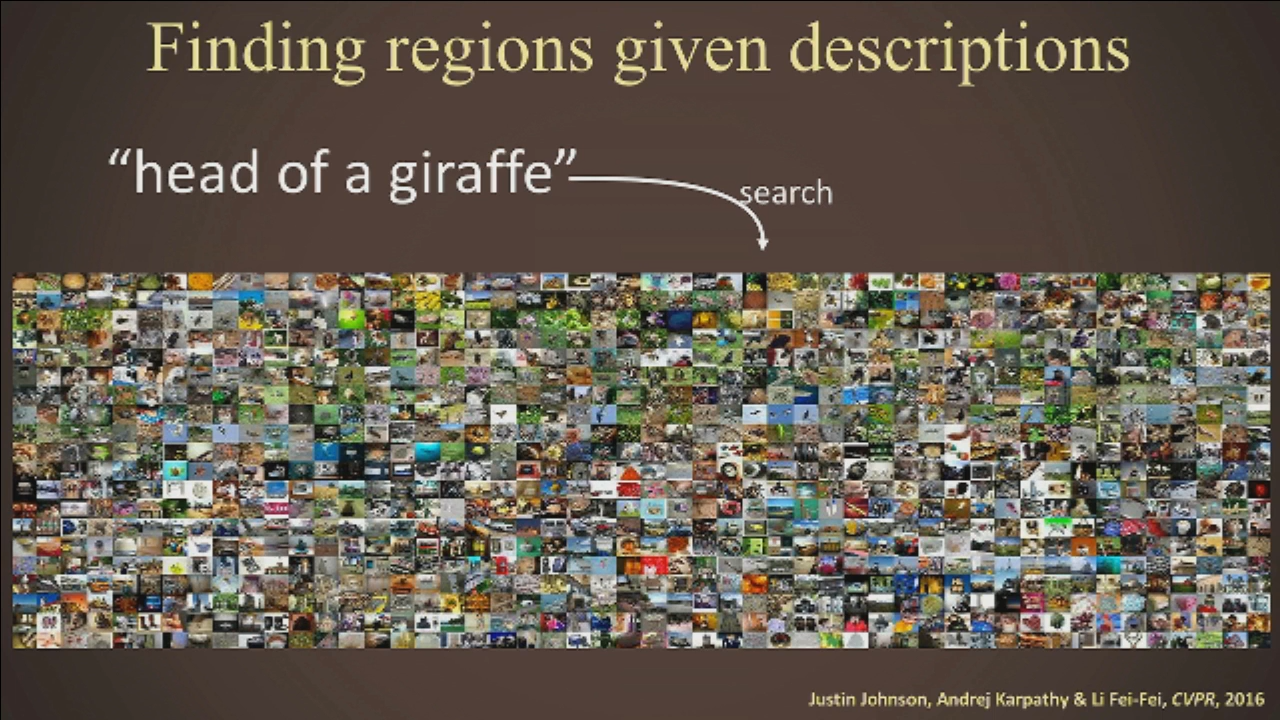 Finding regions given descriptions
“head of a giraffe”
search
Justin Johnson, Andrej Karpathy & Li Fei-Fei, CVPR, 2016